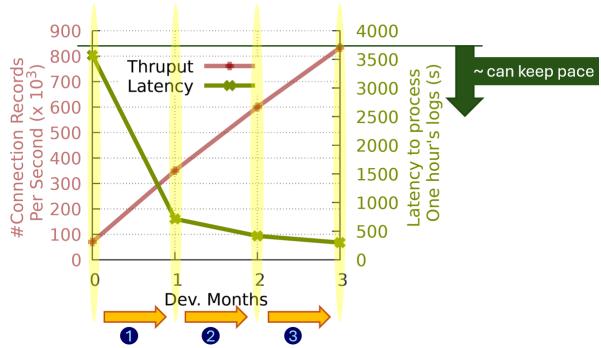 900
800
700
600
500
400
300
200
100
0
#Connection Records
Per Second (x 10³)
Thruput
Latency
4000
3500
3000
2500
2000
1500
1000
500
0
Latency to process
One hour's logs (s)
~ can keep pace
0 1 2 3
Dev. Months
1 2 3